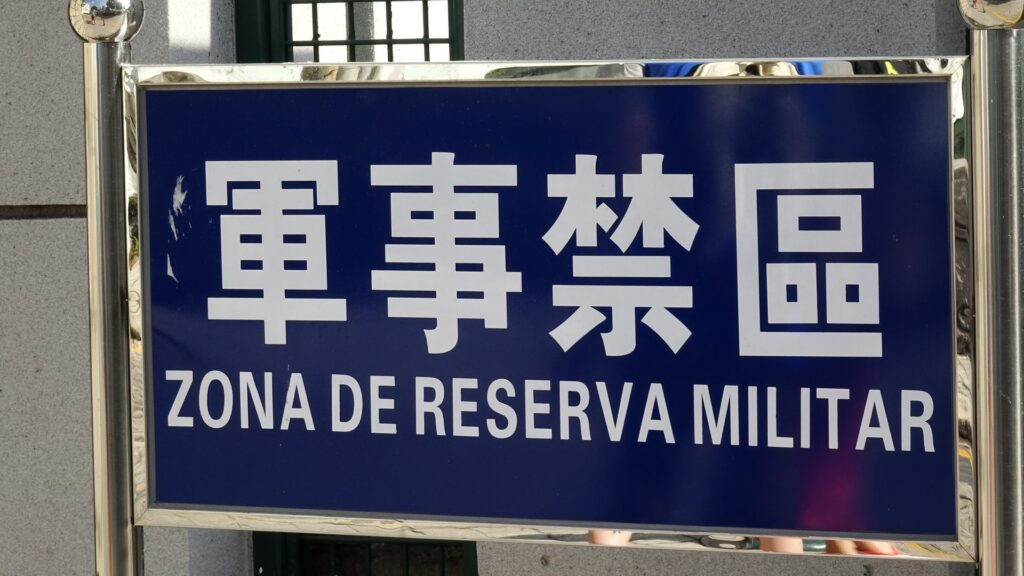 軍事禁區
ZONA DE RESERVA MILITAR